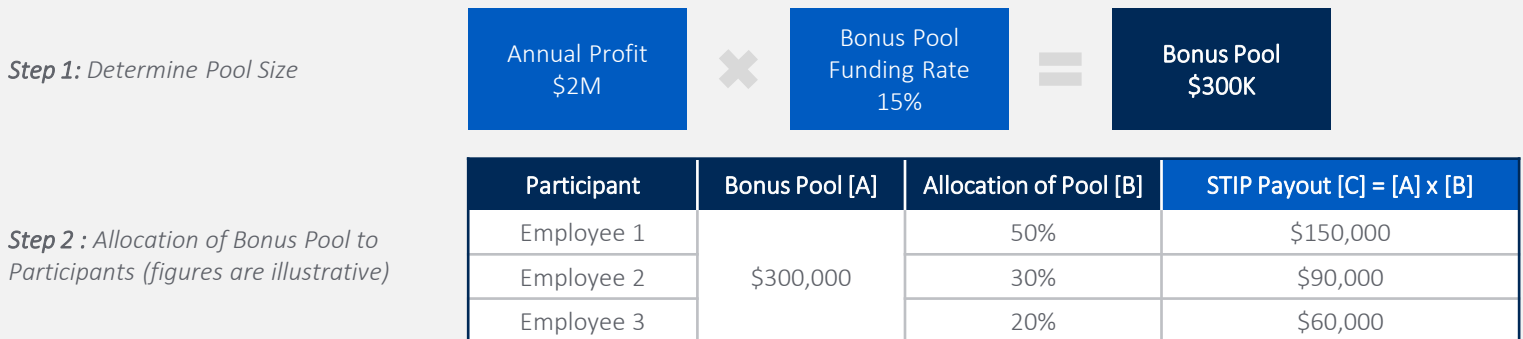 Step 1: Determine Pool Size
Annual Profit
$2M
Bonus Pool
Funding Rate
15%
Bonus Pool
$300K
Step 2 : Allocation of Bonus Pool to
Participants (figures are illustrative)
Participant Bonus Pool [A] Allocation of Pool [B] STIP Payout [C] = [A] x [B]
Employee 1 50% $150,000
Employee 2 $300,000 30% $90,000
Employee 3 20% $60,000